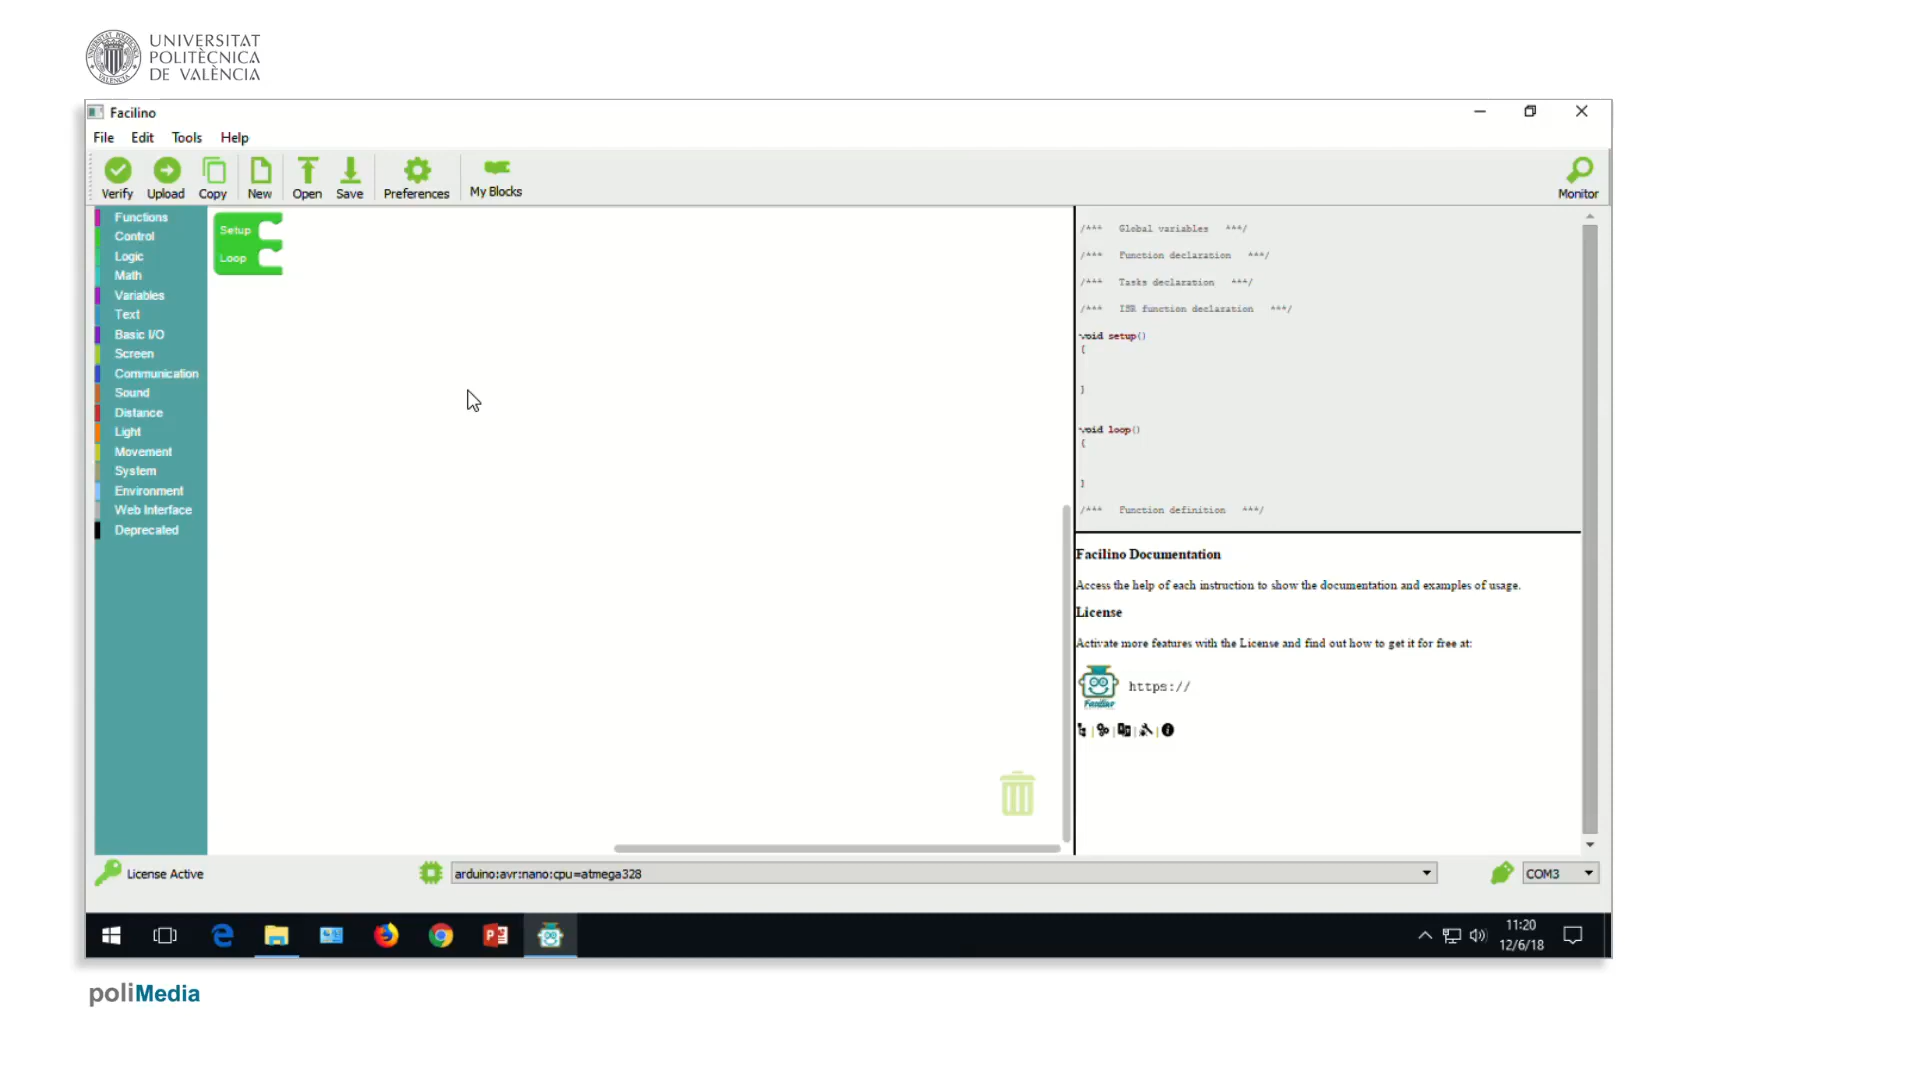 UNIVERSITAT
POLITÈCNICA
DE VALÈNCIA
Facilino
File Edit Tools Help
Verify Upload Copy New Open Save Preferences My Blocks Monitor
Functions
Control
Logic
Math
Variables
Text
Basic I/O
Screen
Communication
Sound
Distance
Light
Movement
System
Environment
Web Interface
Deprecated
Setup
Loop
/*** Global variables ***/
/*** Function declaration ***/
/*** Tasks declaration ***/
/*** ISR function declaration ***/
void setup()
{
}
void loop()
{
}
/*** Function definition ***/
Facilino Documentation
Access the help of each instruction to show the documentation and examples of usage.
License
Activate more features with the License and find out how to get it for free at:
Facilino
https://
License Active
arduino:avr:nano:cpu=atmega328
COM3
11:20
12/6/18
poliMedia